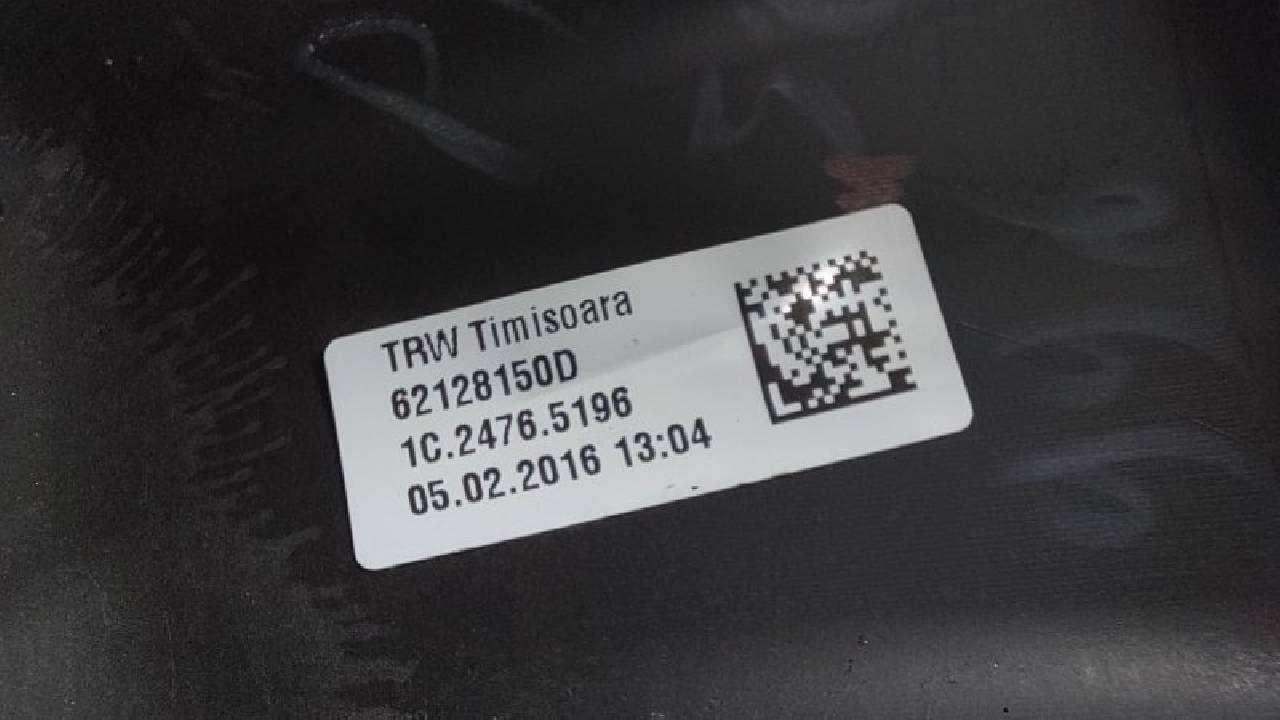 TRW Timisoara
62128150D
1C.2476.5196
05.02.2016 13:04